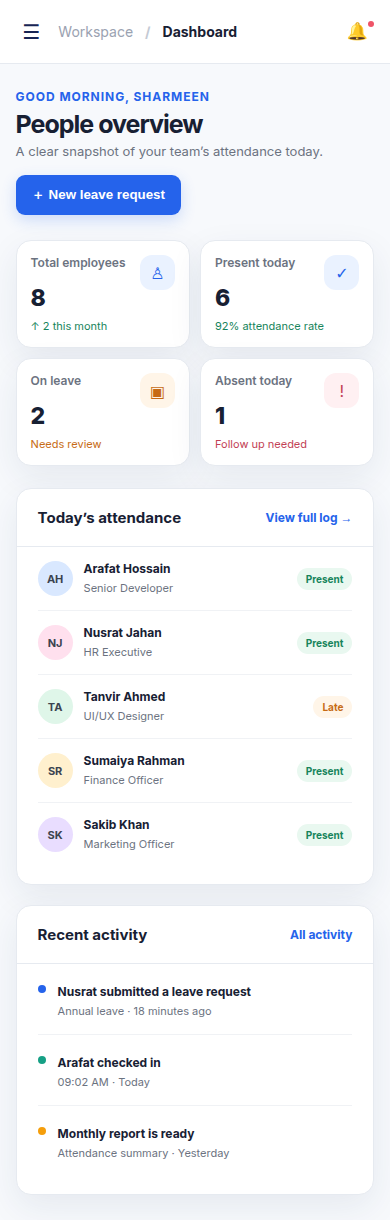 Workspace / Dashboard
GOOD MORNING, SHARMEEN
People overview
A clear snapshot of your team’s attendance today.
+ New leave request
Total employees
8
↑ 2 this month
Present today
✓
6
92% attendance rate
On leave
2
Needs review
Absent today
!
1
Follow up needed
Today’s attendance
View full log →
AH
Arafat Hossain
Senior Developer
Present
NJ
Nusrat Jahan
HR Executive
Present
TA
Tanvir Ahmed
UI/UX Designer
Late
SR
Sumaiya Rahman
Finance Officer
Present
SK
Sakib Khan
Marketing Officer
Present
Recent activity
All activity
Nusrat submitted a leave request
Annual leave · 18 minutes ago
Arafat checked in
09:02 AM · Today
Monthly report is ready
Attendance summary · Yesterday